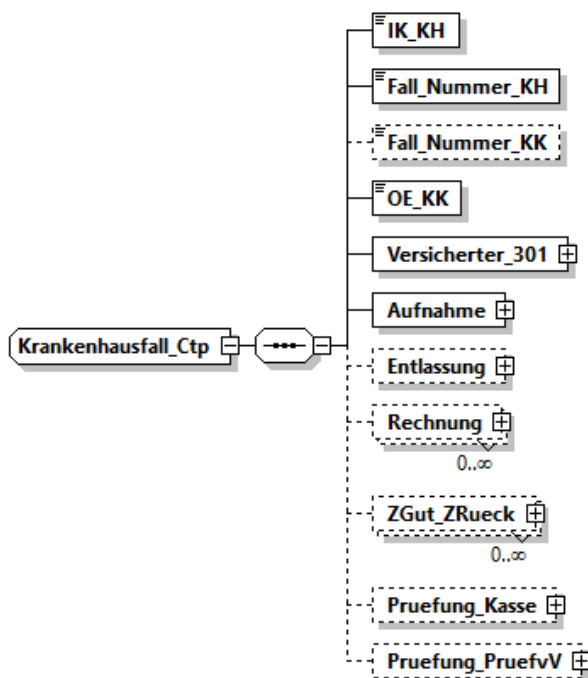 IK_KH
Fall_Nummer_KH
Fall_Nummer_KK
OE_KK
Versicherter_301
Aufnahme
Krankenhausfall_Ctp
Entlassung
Rechnung
0..∞
ZGut_ZRueck
0..∞
Pruefung_Kasse
Pruefung_PruefvV